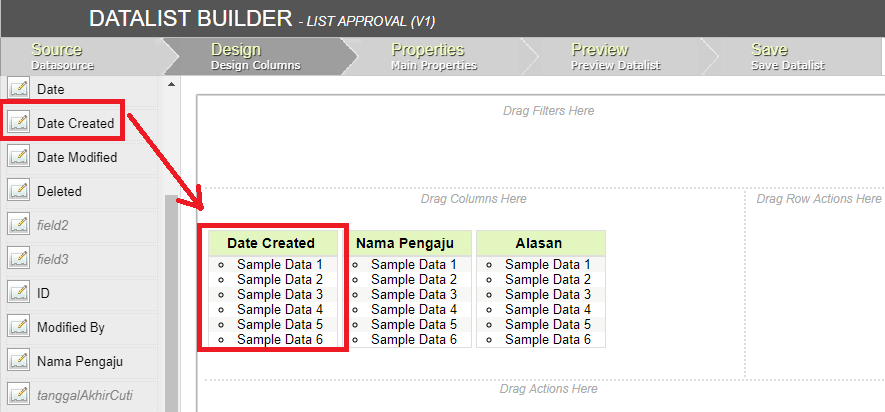 DATALIST BUILDER - LIST APPROVAL (V1)
Source Design Properties Preview Save
Datasource Design Columns Main Properties Preview Datalist Save Datalist
Date
Date Created
Date Modified
Deleted
field2
field3
ID
Modified By
Nama Pengaju
tanggalAkhirCuti
Drag Filters Here
Drag Columns Here
Drag Row Actions Here
Date Created Nama Pengaju Alasan
Sample Data 1 Sample Data 1 Sample Data 1
Sample Data 2 Sample Data 2 Sample Data 2
Sample Data 3 Sample Data 3 Sample Data 3
Sample Data 4 Sample Data 4 Sample Data 4
Sample Data 5 Sample Data 5 Sample Data 5
Sample Data 6 Sample Data 6 Sample Data 6
Drag Actions Here